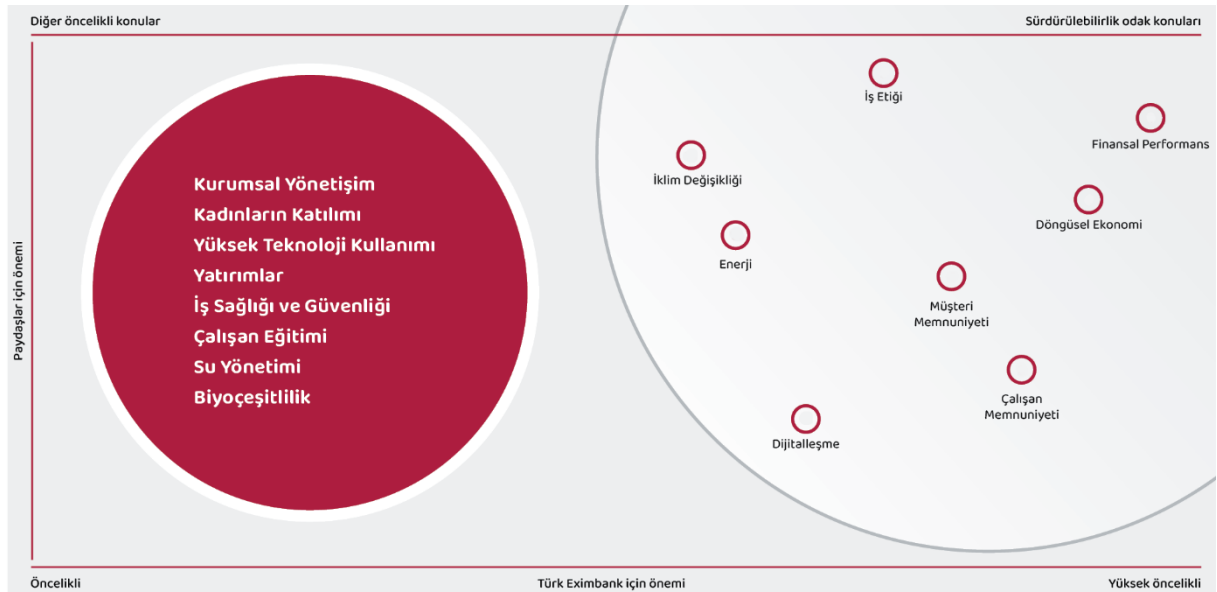 Diğer öncelikli konular
Sürdürülebilirlik odak konuları
Paydaşlar için önemi
Kurumsal Yönetişim
Kadınların Katılımı
Yüksek Teknoloji Kullanımı
Yatırımlar
İş Sağlığı ve Güvenliği
Çalışan Eğitimi
Su Yönetimi
Biyoçeşitlilik
İş Etiği
Finansal Performans
İklim Değişikliği
Döngüsel Ekonomi
Enerji
Müşteri
Memnuniyeti
Çalışan
Memnuniyeti
Dijitalleşme
Öncelikli
Türk Eximbank için önemi
Yüksek öncelikli